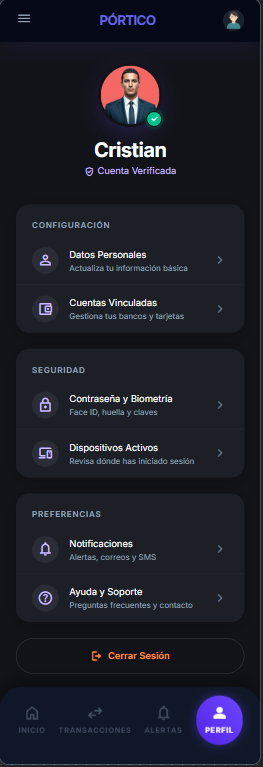 PÓRTICO
Cristian
Cuenta Verificada
CONFIGURACIÓN
Datos Personales
Actualiza tu información básica
Cuentas Vinculadas
Gestiona tus bancos y tarjetas
SEGURIDAD
Contraseña y Biometría
Face ID, huella y claves
Dispositivos Activos
Revisa dónde has iniciado sesión
PREFERENCIAS
Notificaciones
Alertas, correos y SMS
Ayuda y Soporte
Preguntas frecuentes y contacto
Cerrar Sesión
INICIO TRANSACCIONES ALERTAS PERFIL